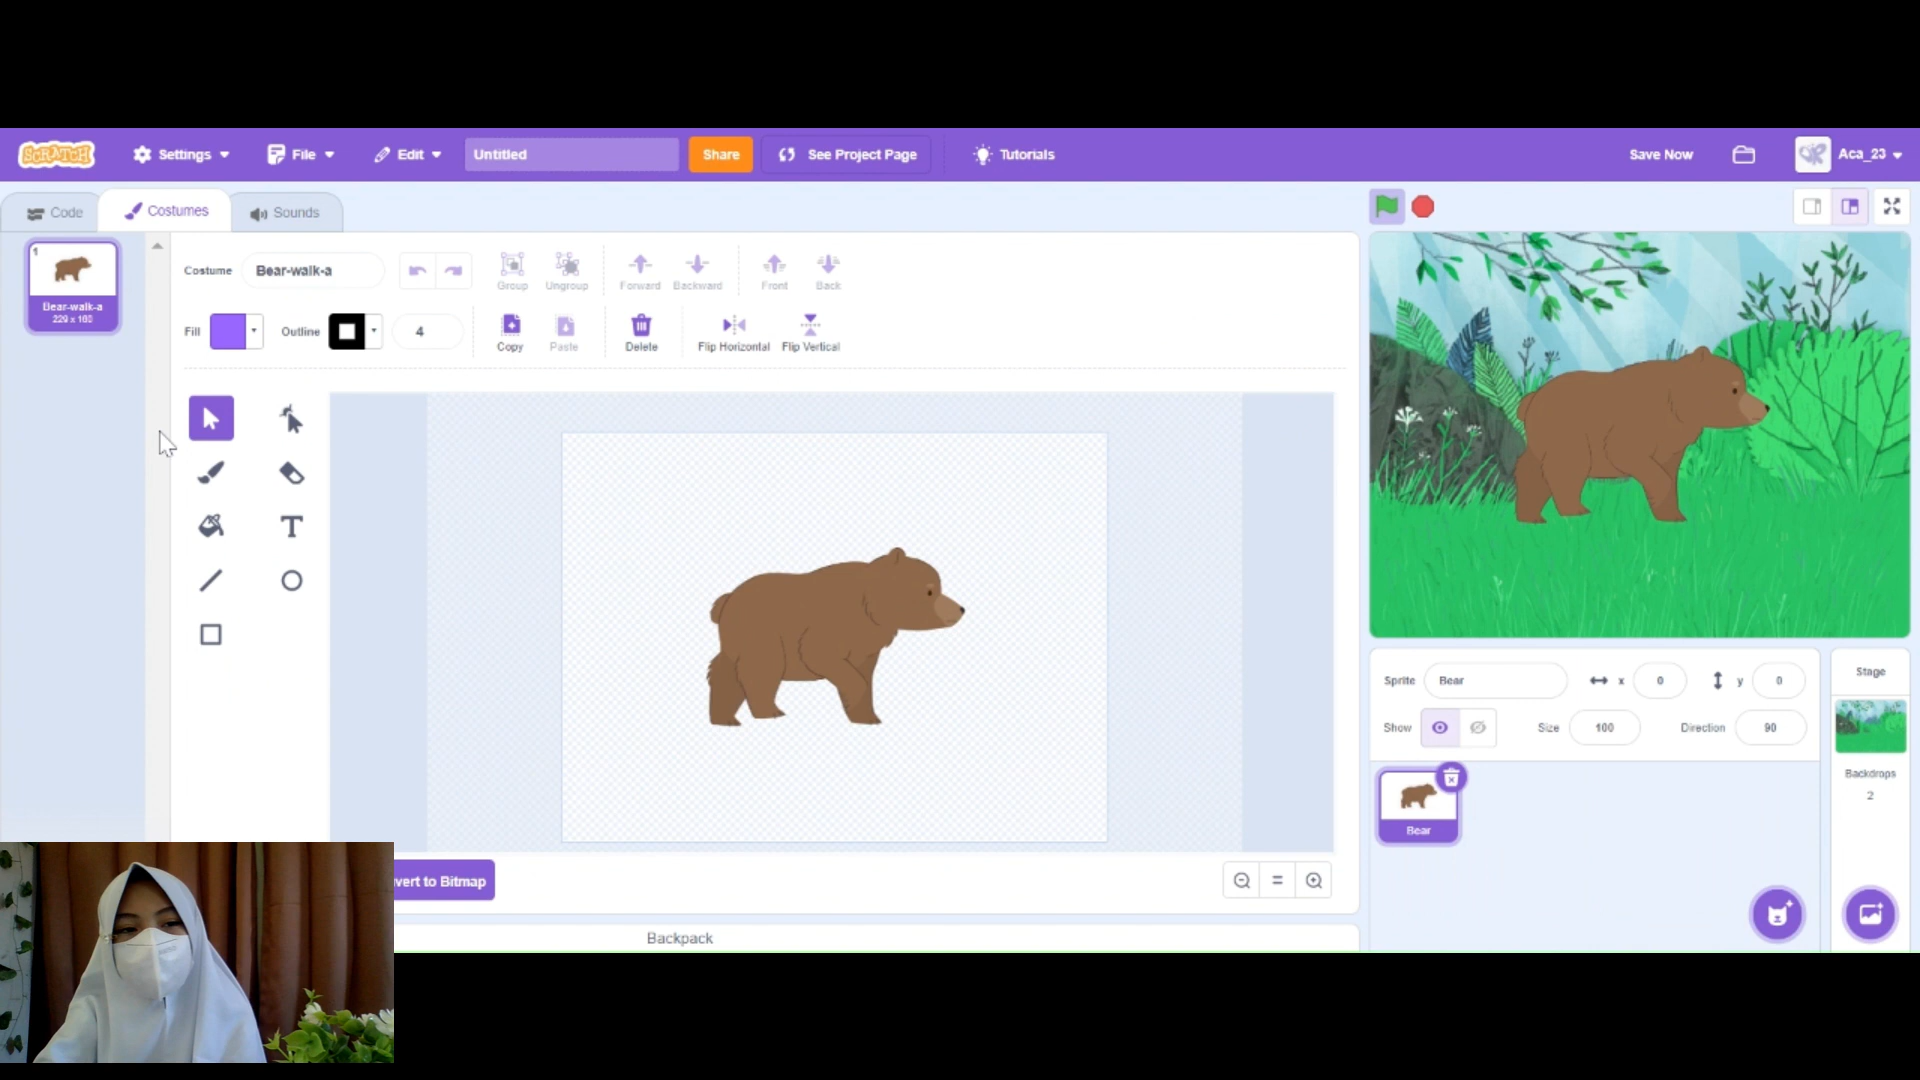 SCRATCH
Settings
File
Edit
Untitled
Share
See Project Page
Tutorials
Save Now
Aca_23
Code
Costumes
Sounds
1
Bear-walk-a
229 x 160
Costume
Bear-walk-a
Group
Ungroup
Forward
Backward
Front
Back
Fill
Outline
4
Copy
Paste
Delete
Flip Horizontal
Flip Vertical
vert to Bitmap
Backpack
Sprite
Bear
x
0
y
0
Show
Size
100
Direction
90
Bear
Stage
Backdrops
2